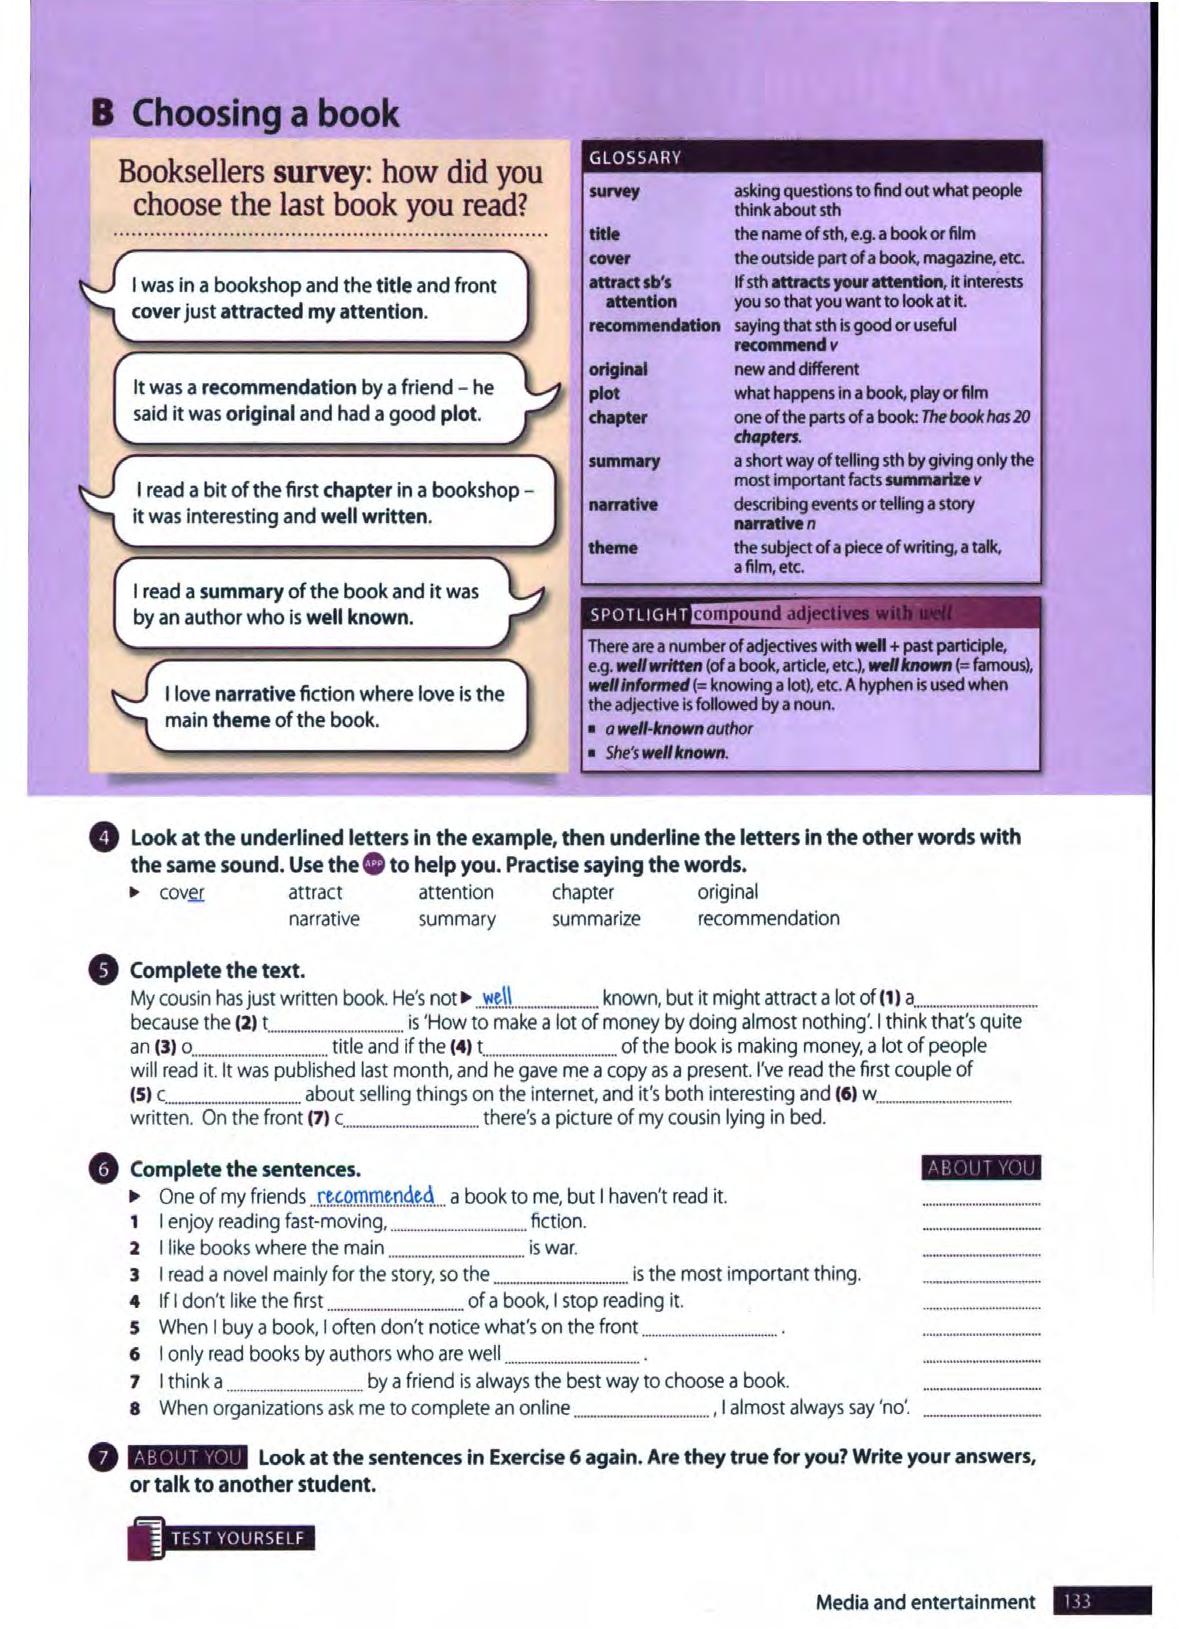 B Choosing a book
Booksellers survey: how did you
choose the last book you read?
I was in a bookshop and the title and front
cover just attracted my attention.
It was a recommendation by a friend – he
said it was original and had a good plot.
I read a bit of the first chapter in a bookshop –
it was interesting and well written.
I read a summary of the book and it was
by an author who is well known.
I love narrative fiction where love is the
main theme of the book.
GLOSSARY
survey asking questions to find out what people
think about sth
title the name of sth, e.g. a book or film
cover the outside part of a book, magazine, etc.
attract sb's If sth attracts your attention, it interests
attention you so that you want to look at it.
recommendation saying that sth is good or useful
recommend v
original new and different
plot what happens in a book, play or film
chapter one of the parts of a book: The book has 20
chapters.
summary a short way of telling sth by giving only the
most important facts summarize v
narrative describing events or telling a story
narrative n
theme the subject of a piece of writing, a talk,
a film, etc.
SPOTLIGHT compound adjectives with well
There are a number of adjectives with well + past participle,
e.g. well written (of a book, article, etc.), well known (= famous),
well informed (= knowing a lot), etc. A hyphen is used when
the adjective is followed by a noun.
▪ a well-known author
▪ She's well known.
4 Look at the underlined letters in the example, then underline the letters in the other words with
the same sound. Use the APP to help you. Practise saying the words.
► cover attract attention chapter original
narrative summary summarize recommendation
5 Complete the text.
My cousin has just written book. He's not ► well known, but it might attract a lot of (1) a
because the (2) t is 'How to make a lot of money by doing almost nothing'. I think that's quite
an (3) o title and if the (4) t of the book is making money, a lot of people
will read it. It was published last month, and he gave me a copy as a present. I've read the first couple of
(5) c about selling things on the internet, and it's both interesting and (6) w
written. On the front (7) c there's a picture of my cousin lying in bed.
6 Complete the sentences. ABOUT YOU
► One of my friends recommended a book to me, but I haven't read it.
1 I enjoy reading fast-moving, fiction.
2 I like books where the main is war.
3 I read a novel mainly for the story, so the is the most important thing.
4 If I don't like the first of a book, I stop reading it.
5 When I buy a book, I often don't notice what's on the front .
6 I only read books by authors who are well .
7 I think a by a friend is always the best way to choose a book.
8 When organizations ask me to complete an online , I almost always say 'no'.
7 ABOUT YOU Look at the sentences in Exercise 6 again. Are they true for you? Write your answers,
or talk to another student.
TEST YOURSELF
Media and entertainment 133